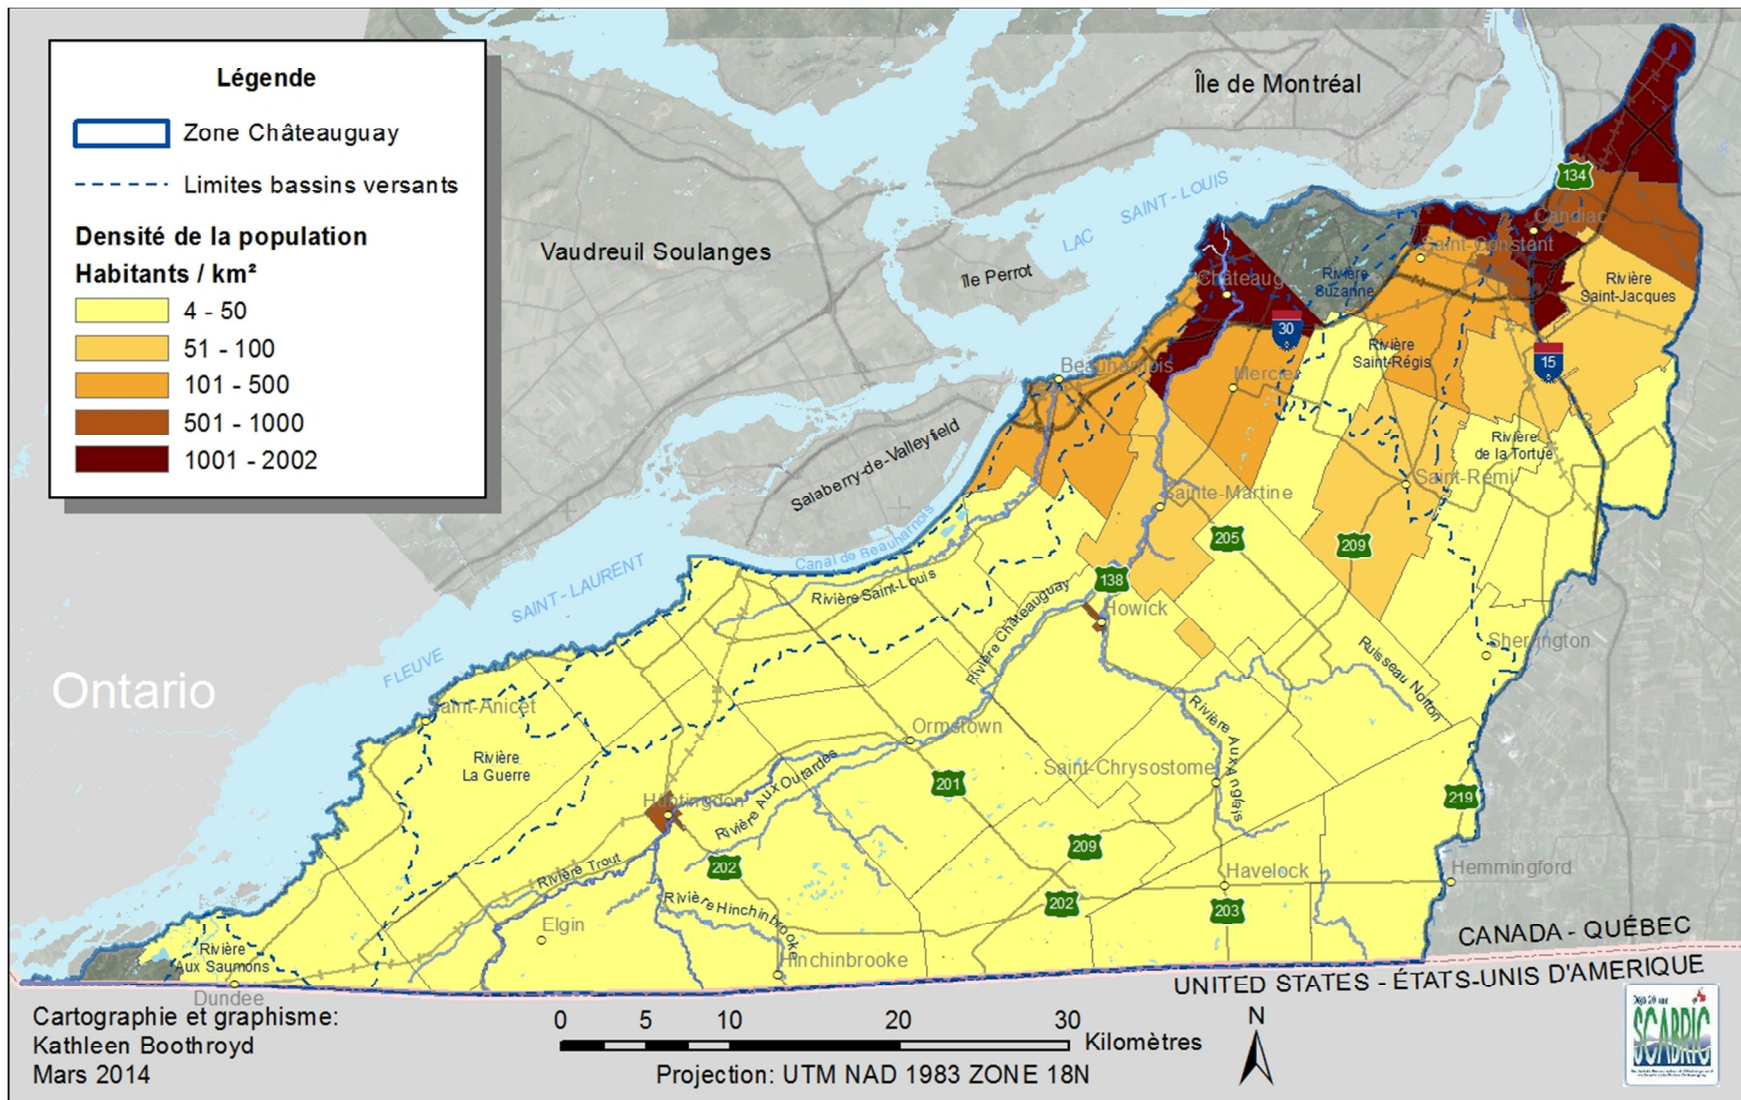 Légende
Zone Châteauguay
Limites bassins versants
Densité de la population
Habitants / km²
4 - 50
51 - 100
101 - 500
501 - 1000
1001 - 2002
Île de Montréal
Vaudreuil Soulanges
Île Perrot
LAC SAINT-LOUIS
134
Candiac
Saint-Constant
Rivière
Suzanne
Rivière
Saint-Jacques
Châteaug
30
Rivière
Saint-Régis
15
Beauharnois
Mercier
Salaberry-de-Valleyfield
Rivière
de la Tortue
Saint-Rémi
Sainte-Martine
Canal de Beauharnois
205
209
FLEUVE SAINT-LAURENT
Rivière Saint-Louis
138
Howick
Rivière Châteauguay
Sherrington
Ruisseau Norton
Ontario
Saint-Anicet
Rivière
La Guerre
Ormstown
Rivière Aux Anglais
Saint-Chrysostome
201
219
Huntingdon
Rivière Aux Outardes
209
202
Rivière Trout
Havelock
Hemmingford
202
203
Rivière Hinchinbrooke
Elgin
Hinchinbrooke
Rivière
Aux Saumons
Dundee
CANADA - QUÉBEC
UNITED STATES - ÉTATS-UNIS D'AMERIQUE
Cartographie et graphisme:
Kathleen Boothroyd
Mars 2014
0 5 10 20 30
Kilomètres
Projection: UTM NAD 1983 ZONE 18N
N
Déjà 20 ans
SCABRIC